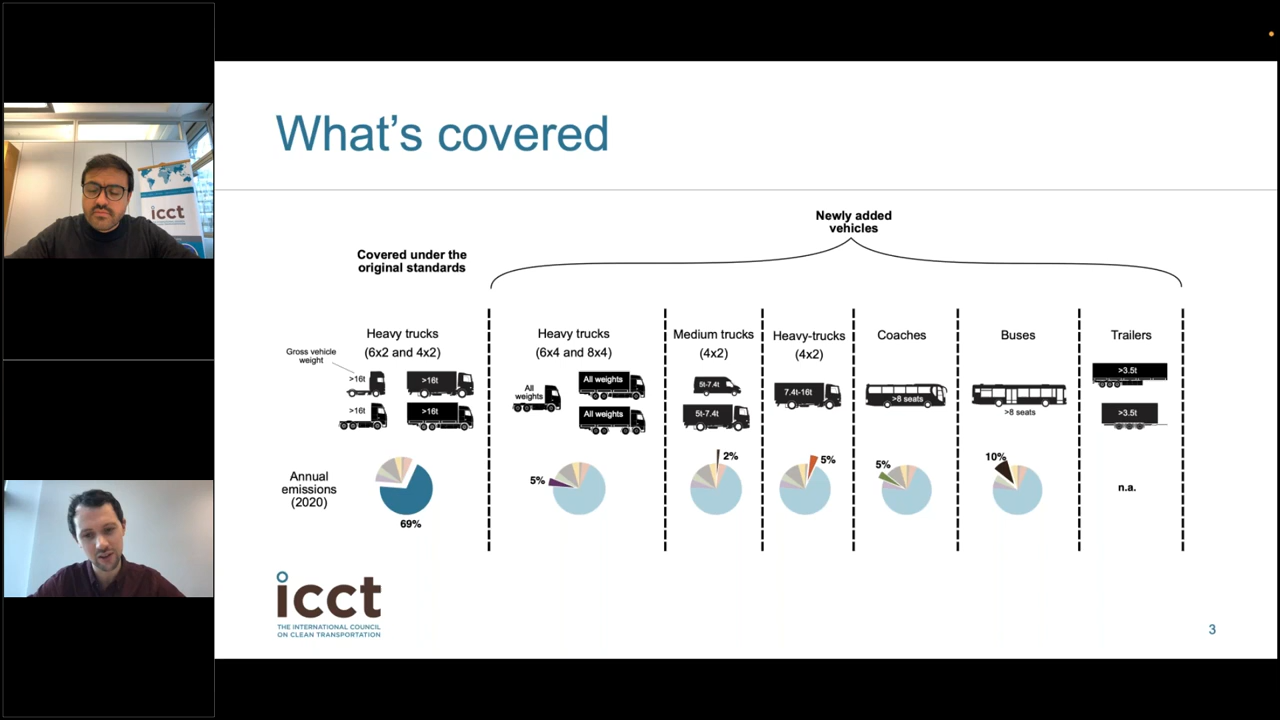 What's covered
Newly added
vehicles
Covered under the
original standards
Heavy trucks
(6x2 and 4x2)
Heavy trucks
(6x4 and 8x4)
Medium trucks
(4x2)
Heavy-trucks
(4x2)
Coaches
Buses
Trailers
Gross vehicle
weight
>16t
>16t
>16t
>16t
All
weights
All weights
All weights
5t-7.4t
5t-7.4t
7.4t-16t
>8 seats
>8 seats
>3.5t
>3.5t
Annual
emissions
(2020)
69%
5%
2%
5%
5%
10%
n.a.
icct
THE INTERNATIONAL COUNCIL
ON CLEAN TRANSPORTATION
3
icct